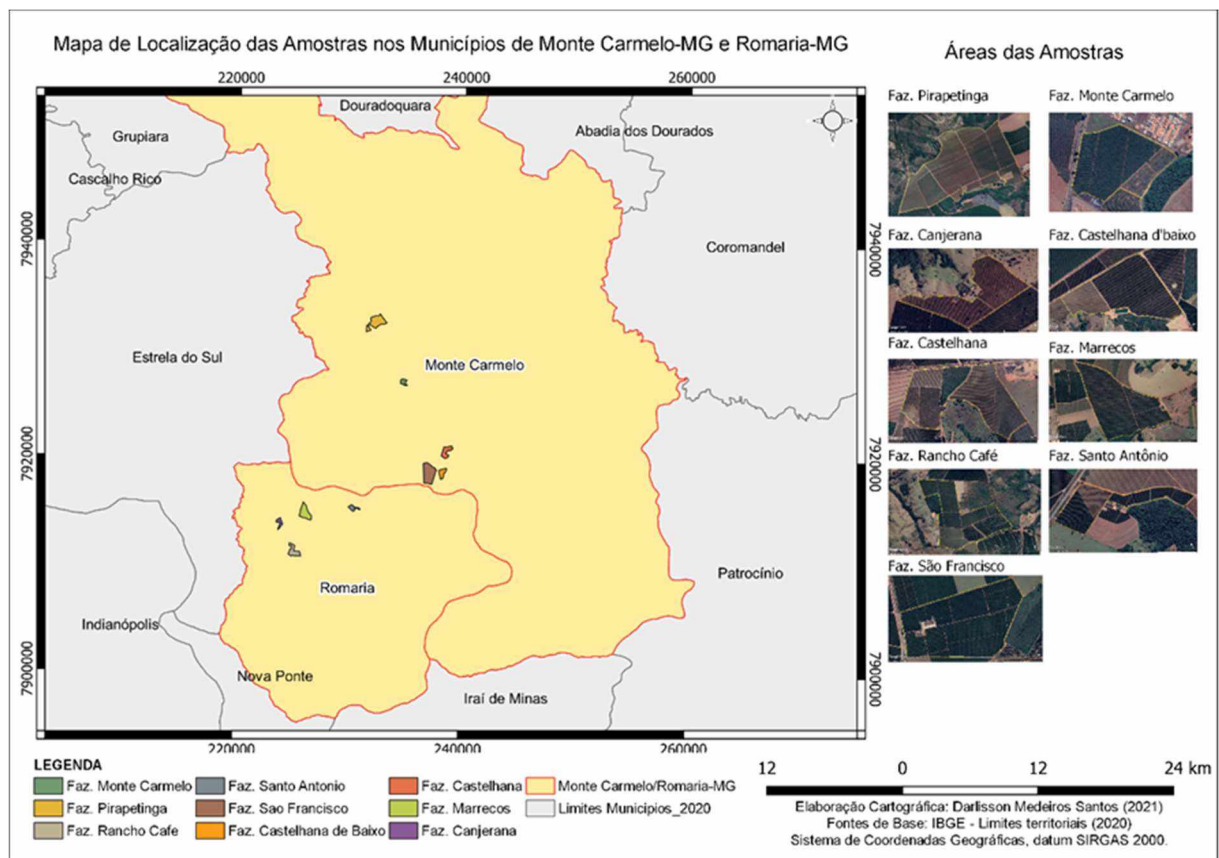 Mapa de Localização das Amostras nos Municípios de Monte Carmelo-MG e Romaria-MG
220000
240000
260000
Douradoquara
Grupiara
Abadia dos Dourados
Cascalho Rico
7940000
7940000
Coromandel
Estrela do Sul
Monte Carmelo
7920000
7920000
Patrocínio
Romaria
Indianópolis
7900000
7900000
Nova Ponte
Iraí de Minas
220000
240000
260000
Áreas das Amostras
Faz. Pirapetinga
Faz. Monte Carmelo
Faz. Canjerana
Faz. Castelhana d'baixo
Faz. Castelhana
Faz. Marrecos
Faz. Rancho Café
Faz. Santo Antônio
Faz. São Francisco
LEGENDA
Faz. Monte Carmelo
Faz. Pirapetinga
Faz. Rancho Cafe
Faz. Santo Antonio
Faz. Sao Francisco
Faz. Castelhana de Baixo
Faz. Castelhana
Faz. Marrecos
Faz. Canjerana
Monte Carmelo/Romaria-MG
Limites Municipios_2020
12 0 12 24 km
Elaboração Cartográfica: Darlisson Medeiros Santos (2021)
Fontes de Base: IBGE - Limites territoriais (2020)
Sistema de Coordenadas Geográficas, datum SIRGAS 2000.